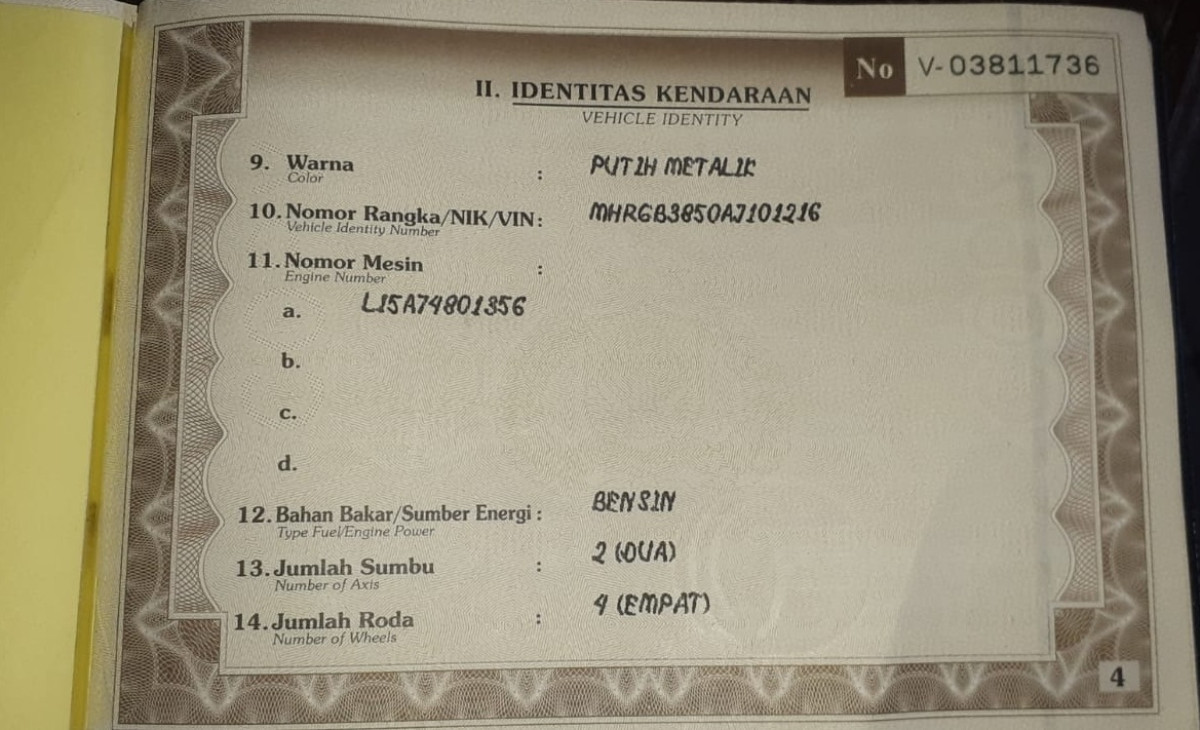 No V-03811736
II. IDENTITAS KENDARAAN
VEHICLE IDENTITY
9. Warna : PUTIH METALIK
Color
10. Nomor Rangka/NIK/VIN : MHRGB3850AJ101216
Vehicle Identity Number
11. Nomor Mesin :
Engine Number
a. L15A74801356
b.
c.
d.
12. Bahan Bakar/Sumber Energi : BENSIN
Type Fuel/Engine Power
13. Jumlah Sumbu : 2 (DUA)
Number of Axis
14. Jumlah Roda : 4 (EMPAT)
Number of Wheels
4